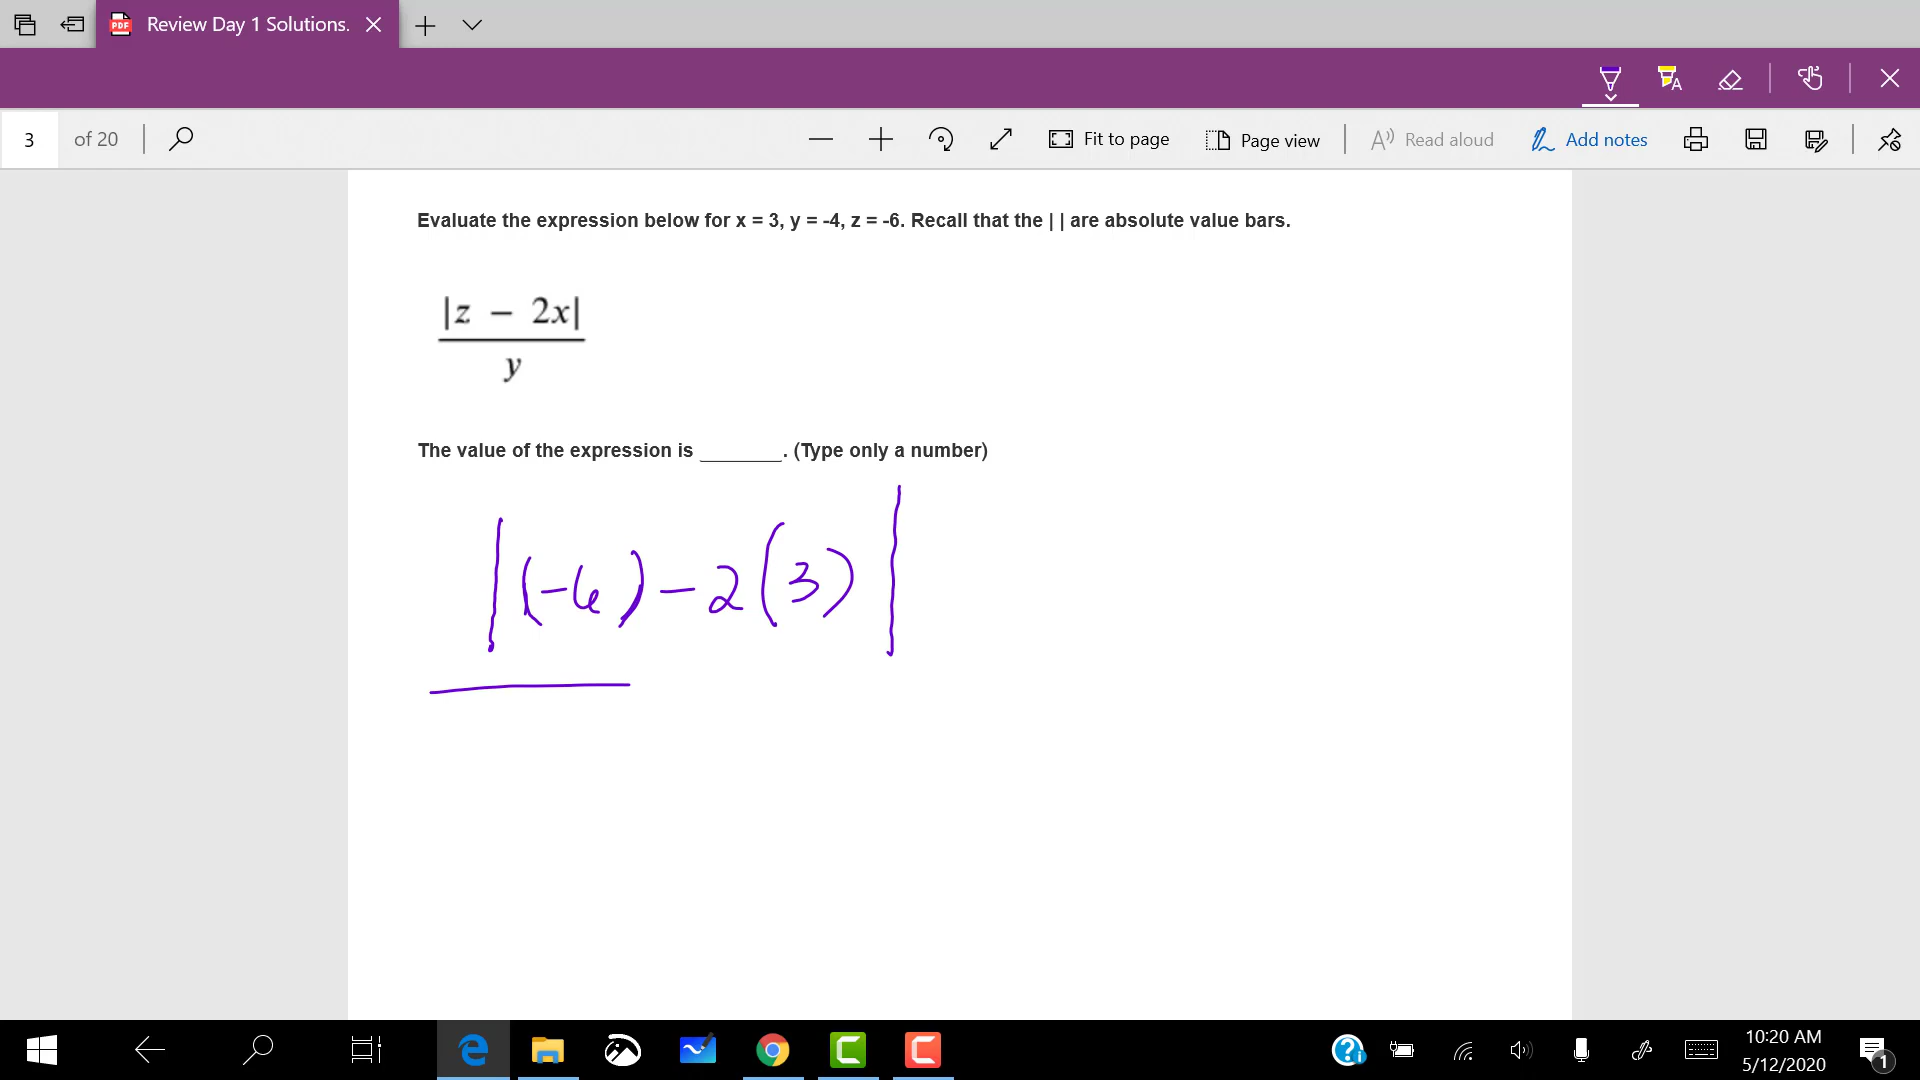 Review Day 1 Solutions.
3 of 20 Fit to page Page view Read aloud Add notes
Evaluate the expression below for x = 3, y = -4, z = -6. Recall that the | | are absolute value bars.
|z - 2x|
y
The value of the expression is _______. (Type only a number)
|(-6) - 2(3)|
10:20 AM
5/12/2020
1